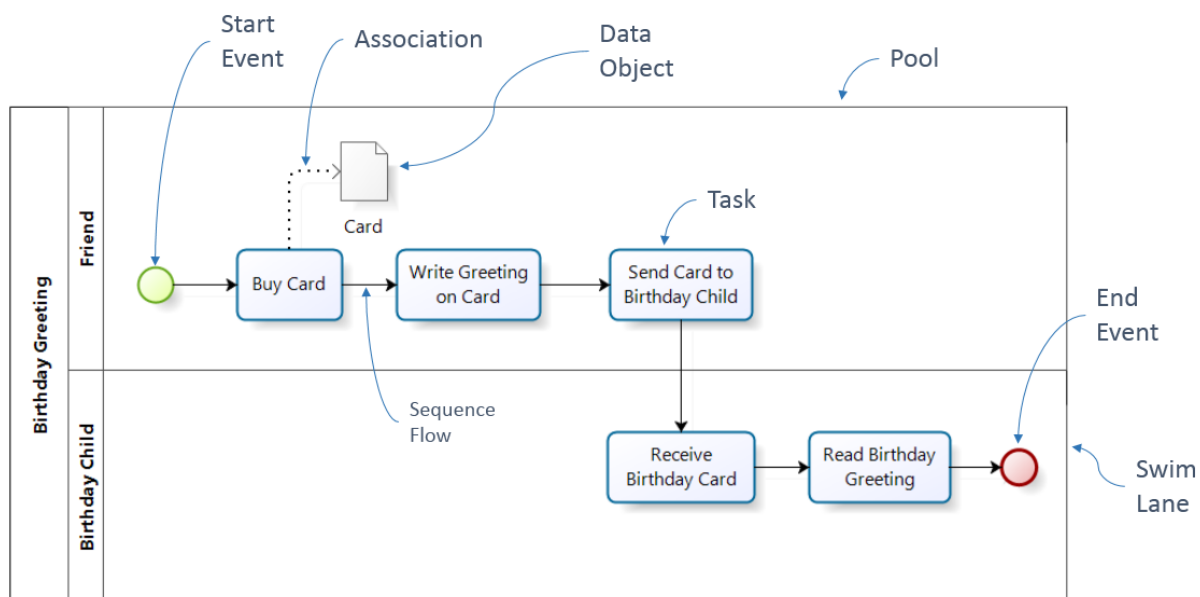 Start
Event
Association
Data
Object
Pool
Birthday Greeting
Friend
Card
Task
Buy Card
Write Greeting
on Card
Send Card to
Birthday Child
End
Event
Sequence
Flow
Birthday Child
Receive
Birthday Card
Read Birthday
Greeting
Swim
Lane